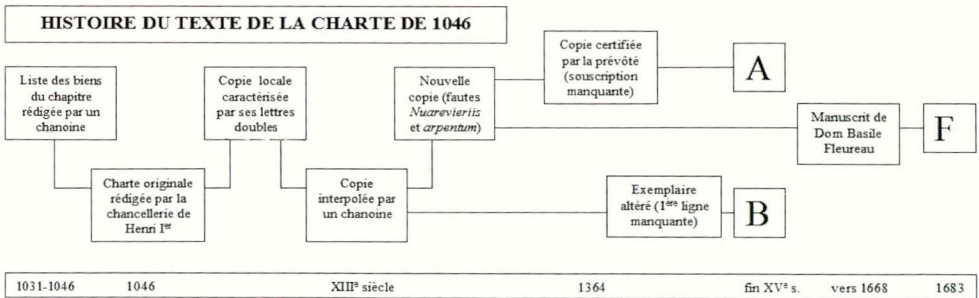 HISTOIRE DU TEXTE DE LA CHARTE DE 1046
Liste des biens
du chapitre
rédigée par un
chanoine
Charte originale
rédigée par la
chancellerie de
Henri Iᵉʳ
Copie locale
caractérisée
par ses lettres
doubles
Copie
interpolée par
un chanoine
Nouvelle
copie (fautes
Nuarevieriis
et arpentum)
Copie certifiée
par la prévôté
(souscription
manquante)
A
Manuscrit de
Dom Basile
Fleureau
F
Exemplaire
altéré (1ᵉʳᵉ ligne
manquante)
B
1031-1046 1046 XIIIᵉ siècle 1364 fin XVᵉ s. vers 1668 1683